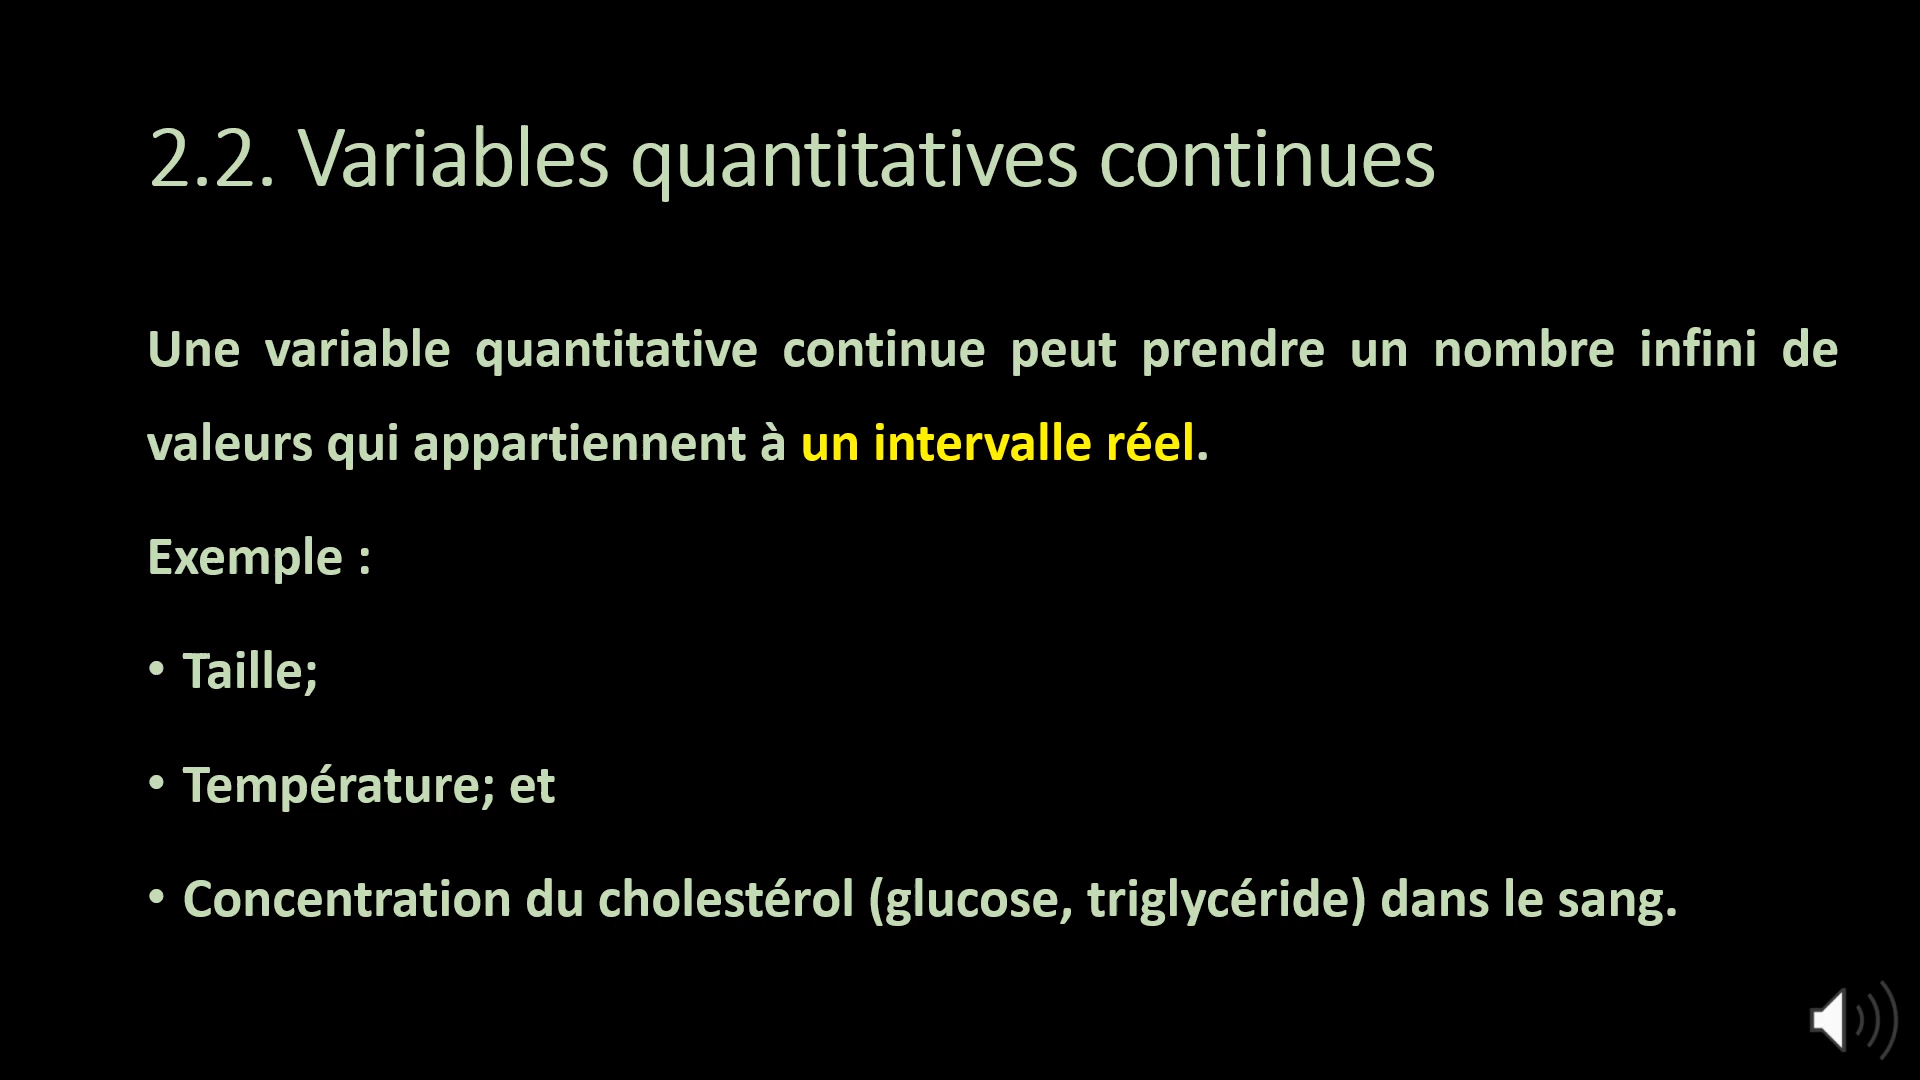 2.2. Variables quantitatives continues
Une variable quantitative continue peut prendre un nombre infini de
valeurs qui appartiennent à un intervalle réel.
Exemple :
• Taille;
• Température; et
• Concentration du cholestérol (glucose, triglycéride) dans le sang.